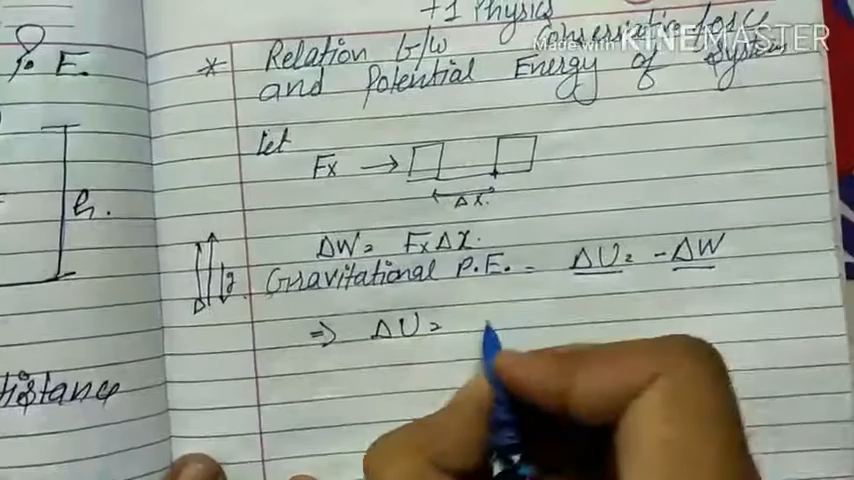 +1 Physics
Made with KINEMASTER
* Relation b/w Conservative force
and Potential Energy of System
P.E.
let
Fx →
Δx.
h.
ΔW = FxΔx.
Gravitational P.E. = ΔU = -ΔW
⇒ ΔU =
distance